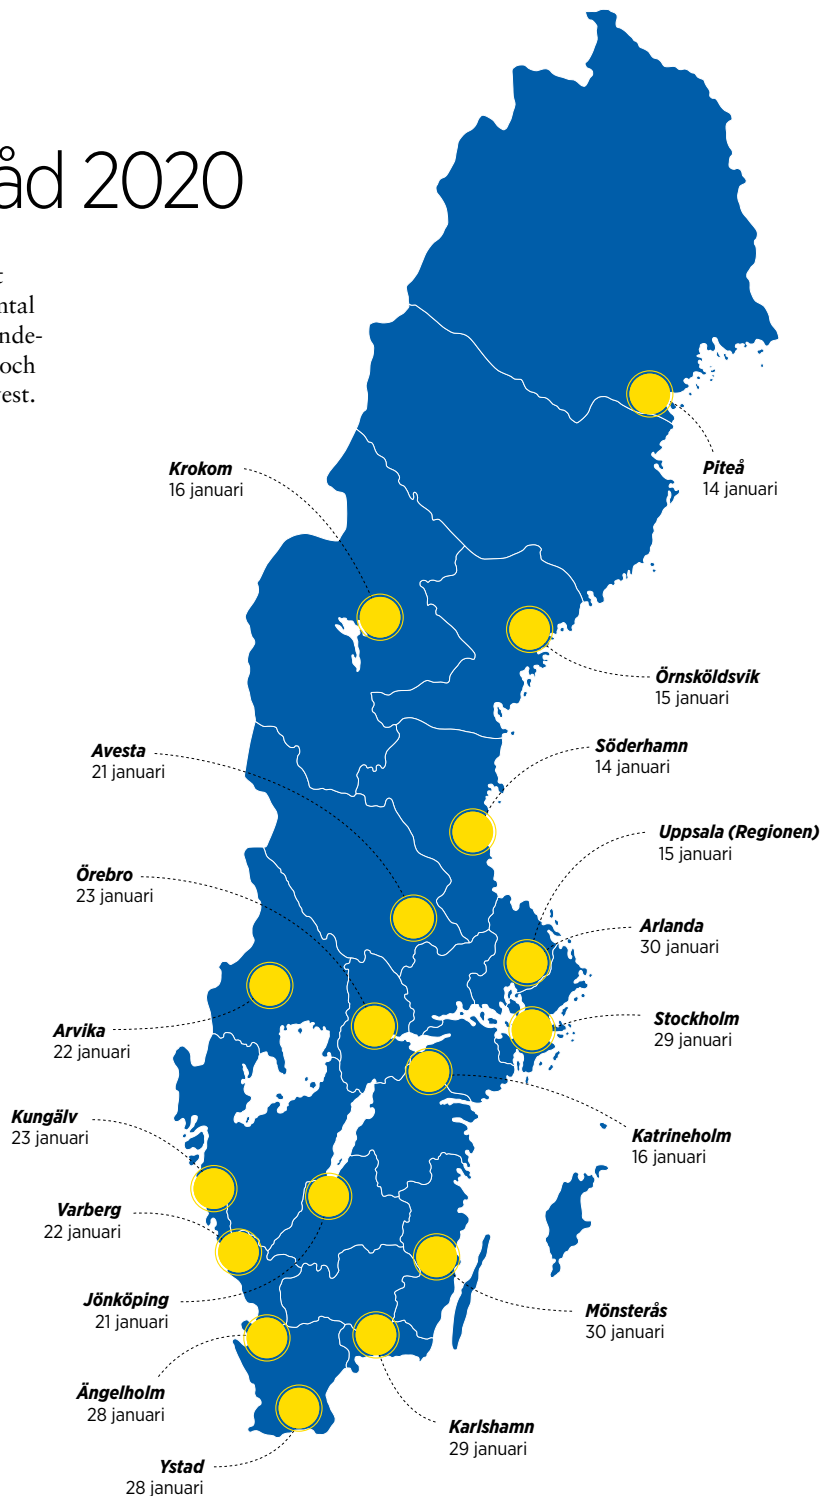 åd 2020
t
ntal
nde-
och
vest.
Krokom
16 januari
Piteå
14 januari
Örnsköldsvik
15 januari
Avesta
21 januari
Söderhamn
14 januari
Uppsala (Regionen)
15 januari
Örebro
23 januari
Arlanda
30 januari
Stockholm
29 januari
Arvika
22 januari
Kungälv
23 januari
Katrineholm
16 januari
Varberg
22 januari
Jönköping
21 januari
Mönsterås
30 januari
Ängelholm
28 januari
Karlshamn
29 januari
Ystad
28 januari